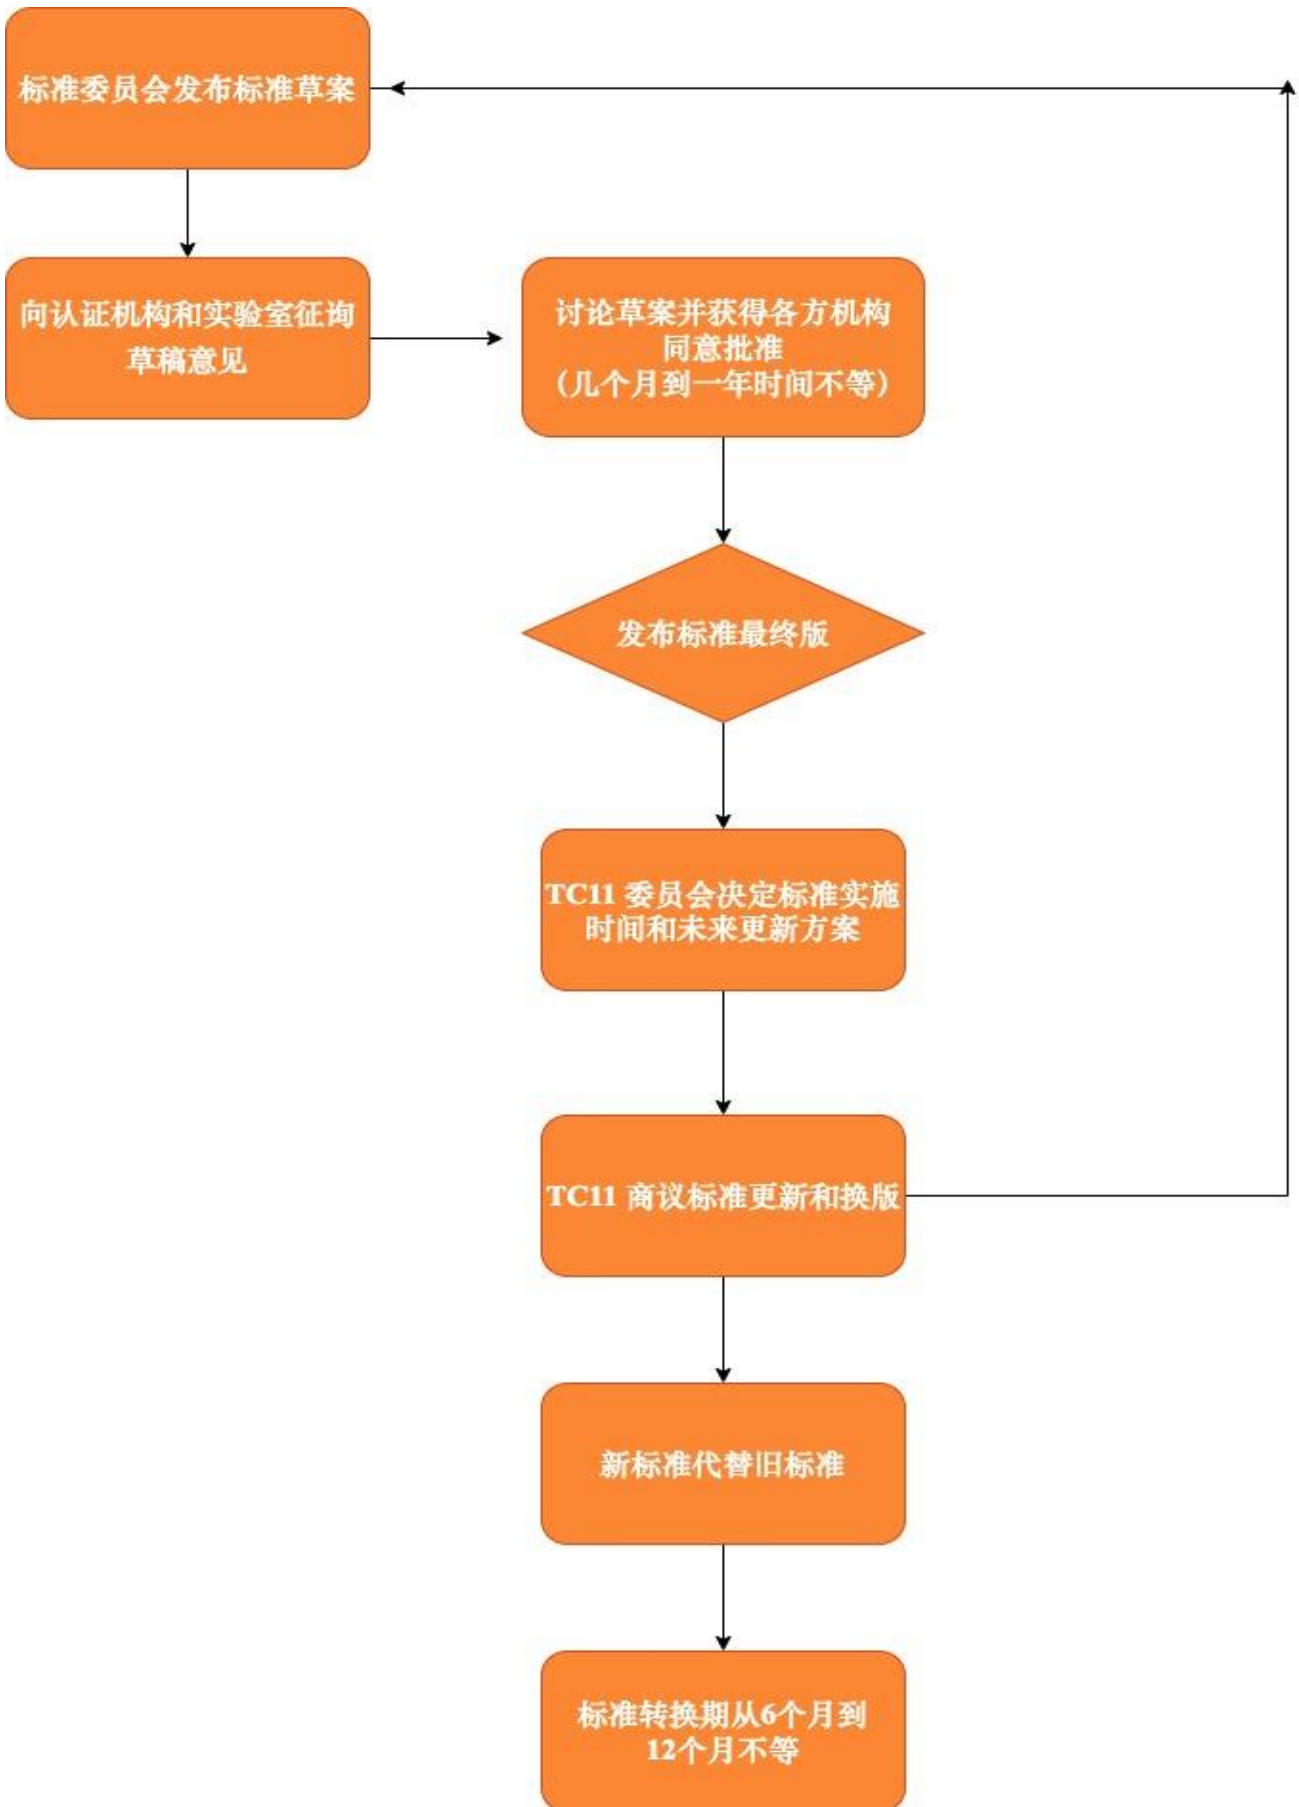 标准委员会发布标准草案
向认证机构和实验室征询
草稿意见
讨论草案并获得各方机构
同意批准
(几个月到一年时间不等)
发布标准最终版
TC11 委员会决定标准实施
时间和未来更新方案
TC11 商议标准更新和换版
新标准代替旧标准
标准转换期从6个月到
12个月不等